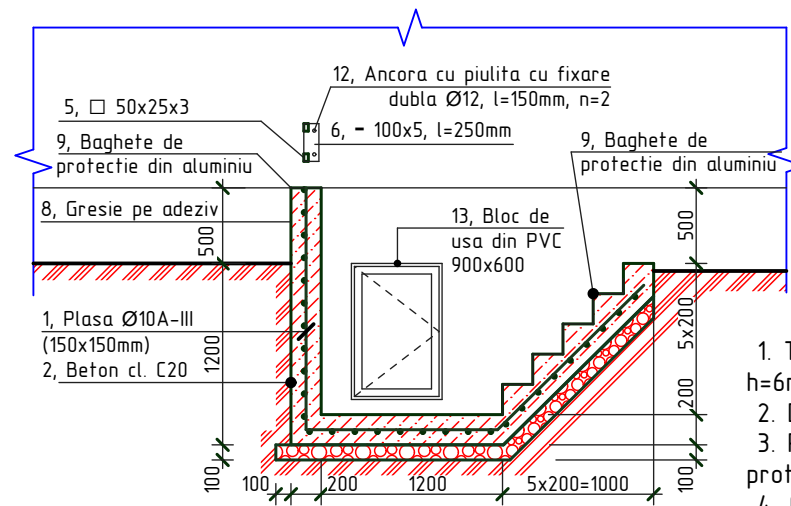 12, Ancora cu piulita cu fixare
dubla Ø12, l=150mm, n=2
5, □ 50x25x3
6, - 100x5, l=250mm
9, Baghete de
protectie din aluminiu
9, Baghete de
protectie din aluminiu
8, Gresie pe adeziv
13, Bloc de
usa din PVC
900x600
500
500
1, Plasa Ø10A-III
(150x150mm)
2, Beton cl. C20
1200
5x200
200
100
100
100
200
1200
5x200=1000
1. T
h=6
2.
3.
prot
4.